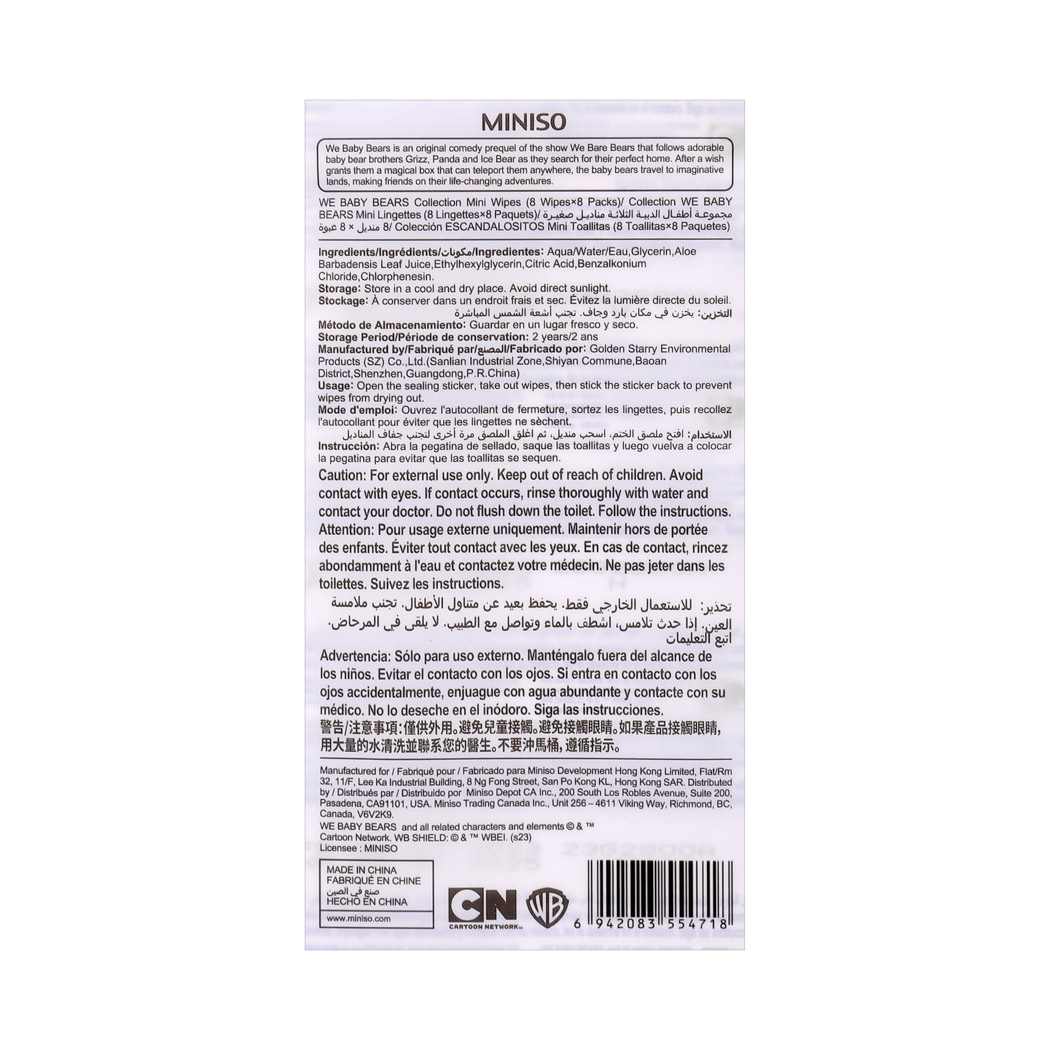 MINISO
We Baby Bears is an original comedy prequel of the show We Bare Bears that follows adorable
baby bear brothers Grizz, Panda and Ice Bear as they search for their perfect home. After a wish
grants them a magical box that can teleport them anywhere, the baby bears travel to imaginative
lands, making friends on their life-changing adventures.
WE BABY BEARS Collection Mini Wipes (8 Wipes×8 Packs)/ Collection WE BABY
BEARS Mini Lingettes (8 Lingettes×8 Paquets)/ مجموعة أطفال الدببة الثلاثة مناديل صغيرة
8 منديل × 8 عبوة/ Colección ESCANDALOSITOS Mini Toallitas (8 Toallitas×8 Paquetes)
Ingredients/Ingrédients/مكونات/Ingredientes: Aqua/Water/Eau,Glycerin,Aloe
Barbadensis Leaf Juice,Ethylhexylglycerin,Citric Acid,Benzalkonium
Chloride,Chlorphenesin.
Storage: Store in a cool and dry place. Avoid direct sunlight.
Stockage: À conserver dans un endroit frais et sec. Évitez la lumière directe du soleil.
التخزين: يخزن في مكان بارد وجاف. تجنب أشعة الشمس المباشرة
Método de Almacenamiento: Guardar en un lugar fresco y seco.
Storage Period/Période de conservation: 2 years/2 ans
Manufactured by/Fabriqué par/المصنع/Fabricado por: Golden Starry Environmental
Products (SZ) Co.,Ltd.(Sanlian Industrial Zone,Shiyan Commune,Baoan
District,Shenzhen,Guangdong,P.R.China)
Usage: Open the sealing sticker, take out wipes, then stick the sticker back to prevent
wipes from drying out.
Mode d'emploi: Ouvrez l'autocollant de fermeture, sortez les lingettes, puis recollez
l'autocollant pour éviter que les lingettes ne sèchent.
الاستخدام: افتح ملصق الختم، اسحب منديل، ثم اغلق الملصق مرة أخرى لتجنب جفاف المناديل
Instrucción: Abra la pegatina de sellado, saque las toallitas y luego vuelva a colocar
la pegatina para evitar que las toallitas se sequen.
Caution: For external use only. Keep out of reach of children. Avoid
contact with eyes. If contact occurs, rinse thoroughly with water and
contact your doctor. Do not flush down the toilet. Follow the instructions.
Attention: Pour usage externe uniquement. Maintenir hors de portée
des enfants. Éviter tout contact avec les yeux. En cas de contact, rincez
abondamment à l'eau et contactez votre médecin. Ne pas jeter dans les
toilettes. Suivez les instructions.
تحذير: للاستعمال الخارجي فقط. يحفظ بعيد عن متناول الأطفال. تجنب ملامسة
العين. إذا حدث تلامس، اشطف بالماء وتواصل مع الطبيب. لا يلقى في المرحاض.
اتبع التعليمات
Advertencia: Sólo para uso externo. Manténgalo fuera del alcance de
los niños. Evitar el contacto con los ojos. Si entra en contacto con los
ojos accidentalmente, enjuague con agua abundante y contacte con su
médico. No lo deseche en el inódoro. Siga las instrucciones.
警告/注意事項:僅供外用。避免兒童接觸。避免接觸眼睛。如果產品接觸眼睛,
用大量的水清洗並聯系您的醫生。不要沖馬桶, 遵循指示。
Manufactured for / Fabriqué pour / Fabricado para Miniso Development Hong Kong Limited, Flat/Rm
32, 11/F, Lee Ka Industrial Building, 8 Ng Fong Street, San Po Kong KL, Hong Kong SAR. Distributed
by / Distribués par / Distribuido por Miniso Depot CA Inc., 200 South Los Robles Avenue, Suite 200,
Pasadena, CA91101, USA. Miniso Trading Canada Inc., Unit 256 – 4611 Viking Way, Richmond, BC,
Canada, V6V2K9.
WE BABY BEARS and all related characters and elements © & ™
Cartoon Network. WB SHIELD: © & ™ WBEI. (s23)
Licensee : MINISO
MADE IN CHINA
FABRIQUÉ EN CHINE
صنع في الصين
HECHO EN CHINA
www.miniso.com
CN
CARTOON NETWORK™
WB
6 942083 554718